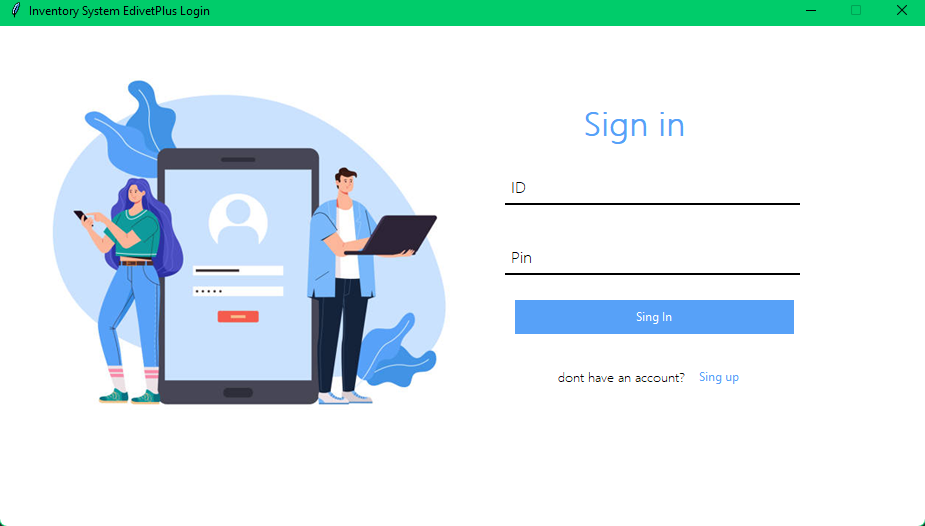 Inventory System EdivetPlus Login
Sign in
ID
Pin
Sing In
dont have an account? Sing up